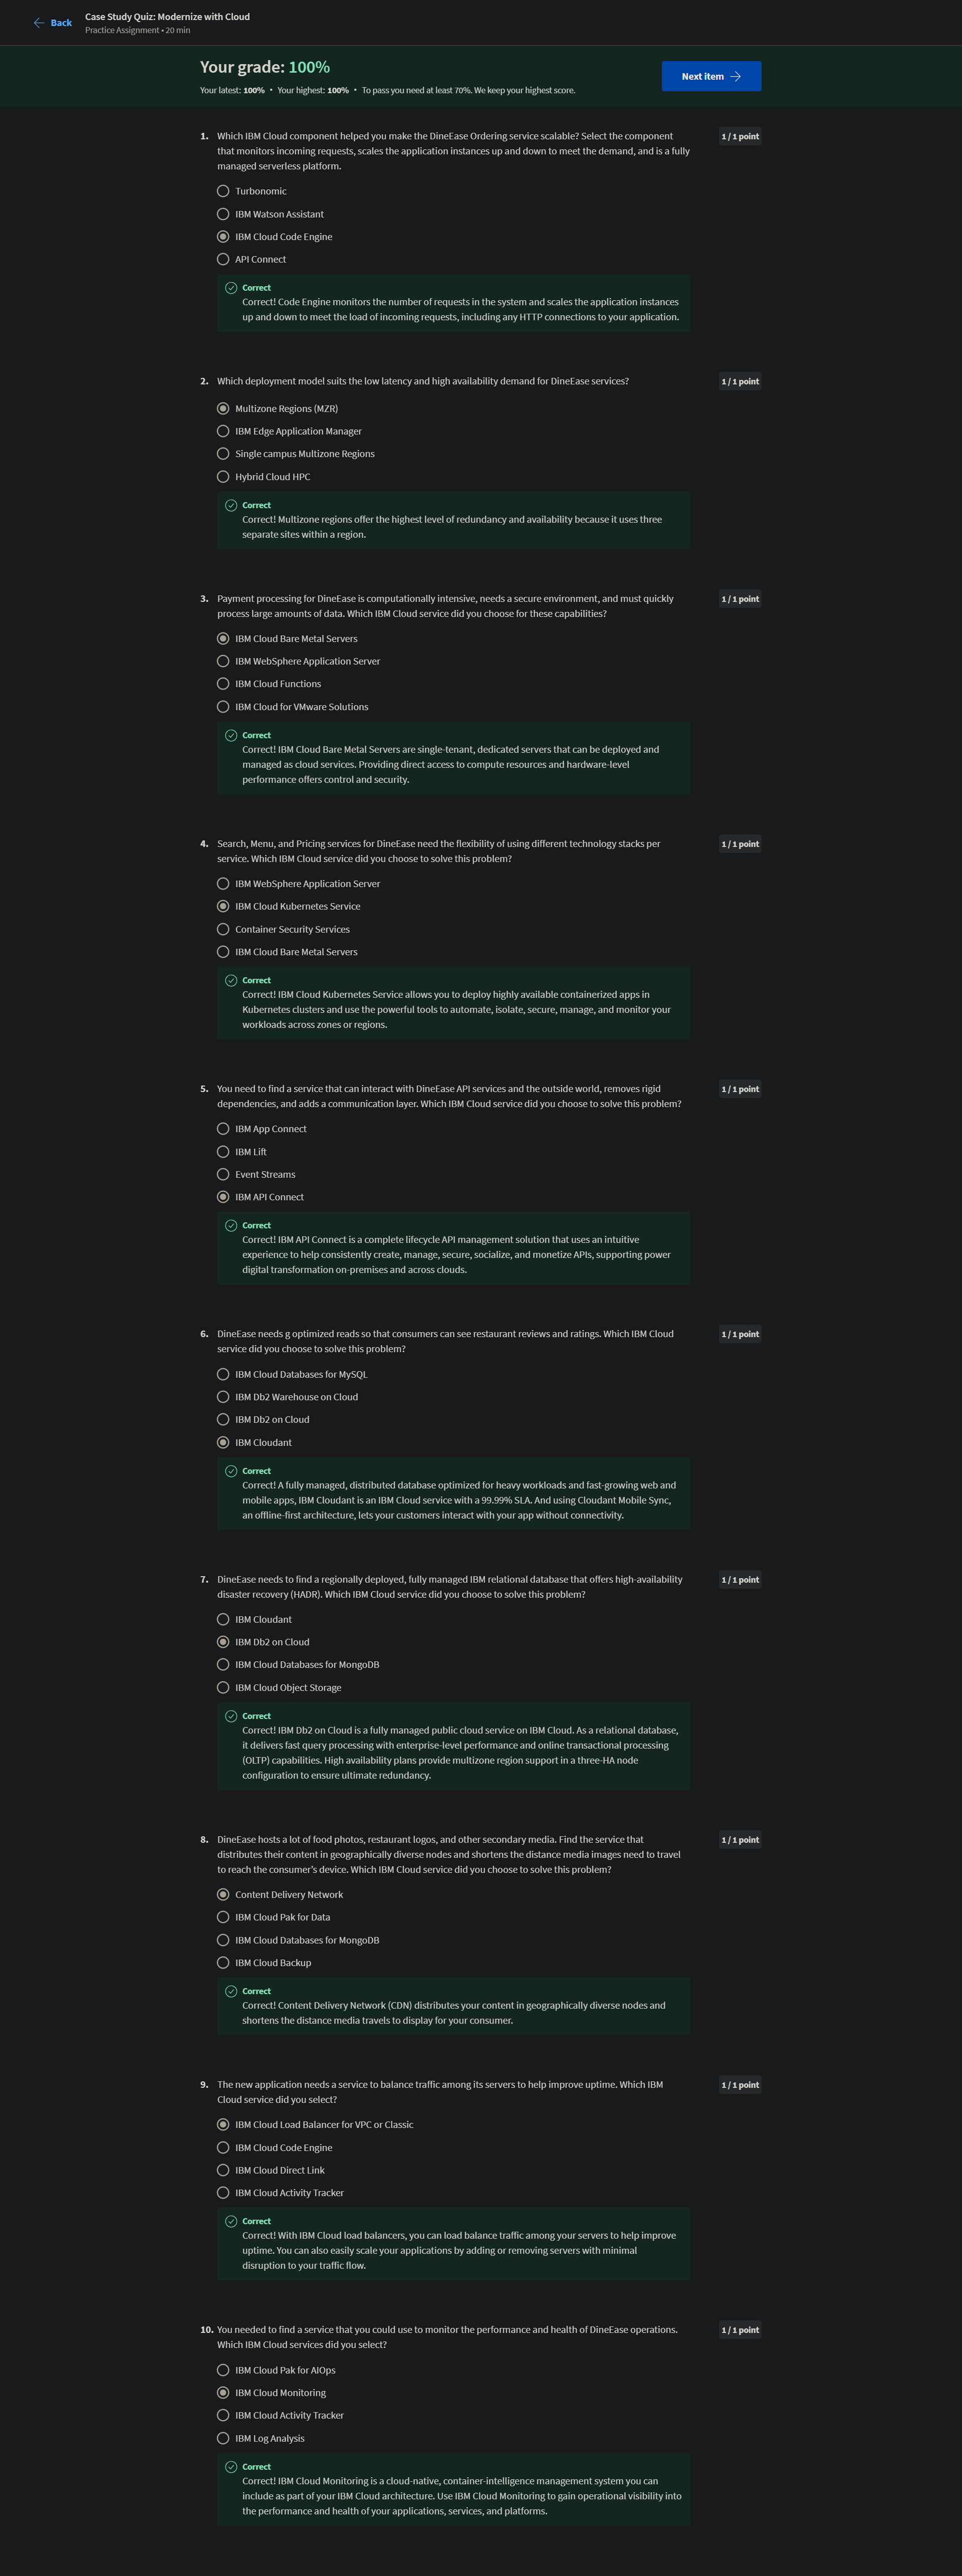 Back
Case Study Quiz: Modernize with Cloud
Practice Assignment • 20 min
Your grade: 100%
Your latest: 100% • Your highest: 100% • To pass you need at least 70%. We keep your highest score.
Next item
1. Which IBM Cloud component helped you make the DineEase Ordering service scalable? Select the component
that monitors incoming requests, scales the application instances up and down to meet the demand, and is a fully
managed serverless platform.
1 / 1 point
Turbonomic
IBM Watson Assistant
IBM Cloud Code Engine
API Connect
Correct
Correct! Code Engine monitors the number of requests in the system and scales the application instances
up and down to meet the load of incoming requests, including any HTTP connections to your application.
2. Which deployment model suits the low latency and high availability demand for DineEase services?
1 / 1 point
Multizone Regions (MZR)
IBM Edge Application Manager
Single campus Multizone Regions
Hybrid Cloud HPC
Correct
Correct! Multizone regions offer the highest level of redundancy and availability because it uses three
separate sites within a region.
3. Payment processing for DineEase is computationally intensive, needs a secure environment, and must quickly
process large amounts of data. Which IBM Cloud service did you choose for these capabilities?
1 / 1 point
IBM Cloud Bare Metal Servers
IBM WebSphere Application Server
IBM Cloud Functions
IBM Cloud for VMware Solutions
Correct
Correct! IBM Cloud Bare Metal Servers are single-tenant, dedicated servers that can be deployed and
managed as cloud services. Providing direct access to compute resources and hardware-level
performance offers control and security.
4. Search, Menu, and Pricing services for DineEase need the flexibility of using different technology stacks per
service. Which IBM Cloud service did you choose to solve this problem?
1 / 1 point
IBM WebSphere Application Server
IBM Cloud Kubernetes Service
Container Security Services
IBM Cloud Bare Metal Servers
Correct
Correct! IBM Cloud Kubernetes Service allows you to deploy highly available containerized apps in
Kubernetes clusters and use the powerful tools to automate, isolate, secure, manage, and monitor your
workloads across zones or regions.
5. You need to find a service that can interact with DineEase API services and the outside world, removes rigid
dependencies, and adds a communication layer. Which IBM Cloud service did you choose to solve this problem?
1 / 1 point
IBM App Connect
IBM Lift
Event Streams
IBM API Connect
Correct
Correct! IBM API Connect is a complete lifecycle API management solution that uses an intuitive
experience to help consistently create, manage, secure, socialize, and monetize APIs, supporting power
digital transformation on-premises and across clouds.
6. DineEase needs g optimized reads so that consumers can see restaurant reviews and ratings. Which IBM Cloud
service did you choose to solve this problem?
1 / 1 point
IBM Cloud Databases for MySQL
IBM Db2 Warehouse on Cloud
IBM Db2 on Cloud
IBM Cloudant
Correct
Correct! A fully managed, distributed database optimized for heavy workloads and fast-growing web and
mobile apps, IBM Cloudant is an IBM Cloud service with a 99.99% SLA. And using Cloudant Mobile Sync,
an offline-first architecture, lets your customers interact with your app without connectivity.
7. DineEase needs to find a regionally deployed, fully managed IBM relational database that offers high-availability
disaster recovery (HADR). Which IBM Cloud service did you choose to solve this problem?
1 / 1 point
IBM Cloudant
IBM Db2 on Cloud
IBM Cloud Databases for MongoDB
IBM Cloud Object Storage
Correct
Correct! IBM Db2 on Cloud is a fully managed public cloud service on IBM Cloud. As a relational database,
it delivers fast query processing with enterprise-level performance and online transactional processing
(OLTP) capabilities. High availability plans provide multizone region support in a three-HA node
configuration to ensure ultimate redundancy.
8. DineEase hosts a lot of food photos, restaurant logos, and other secondary media. Find the service that
distributes their content in geographically diverse nodes and shortens the distance media images need to travel
to reach the consumer’s device. Which IBM Cloud service did you choose to solve this problem?
1 / 1 point
Content Delivery Network
IBM Cloud Pak for Data
IBM Cloud Databases for MongoDB
IBM Cloud Backup
Correct
Correct! Content Delivery Network (CDN) distributes your content in geographically diverse nodes and
shortens the distance media travels to display for your consumer.
9. The new application needs a service to balance traffic among its servers to help improve uptime. Which IBM
Cloud service did you select?
1 / 1 point
IBM Cloud Load Balancer for VPC or Classic
IBM Cloud Code Engine
IBM Cloud Direct Link
IBM Cloud Activity Tracker
Correct
Correct! With IBM Cloud load balancers, you can load balance traffic among your servers to help improve
uptime. You can also easily scale your applications by adding or removing servers with minimal
disruption to your traffic flow.
10. You needed to find a service that you could use to monitor the performance and health of DineEase operations.
Which IBM Cloud services did you select?
1 / 1 point
IBM Cloud Pak for AIOps
IBM Cloud Monitoring
IBM Cloud Activity Tracker
IBM Log Analysis
Correct
Correct! IBM Cloud Monitoring is a cloud-native, container-intelligence management system you can
include as part of your IBM Cloud architecture. Use IBM Cloud Monitoring to gain operational visibility into
the performance and health of your applications, services, and platforms.